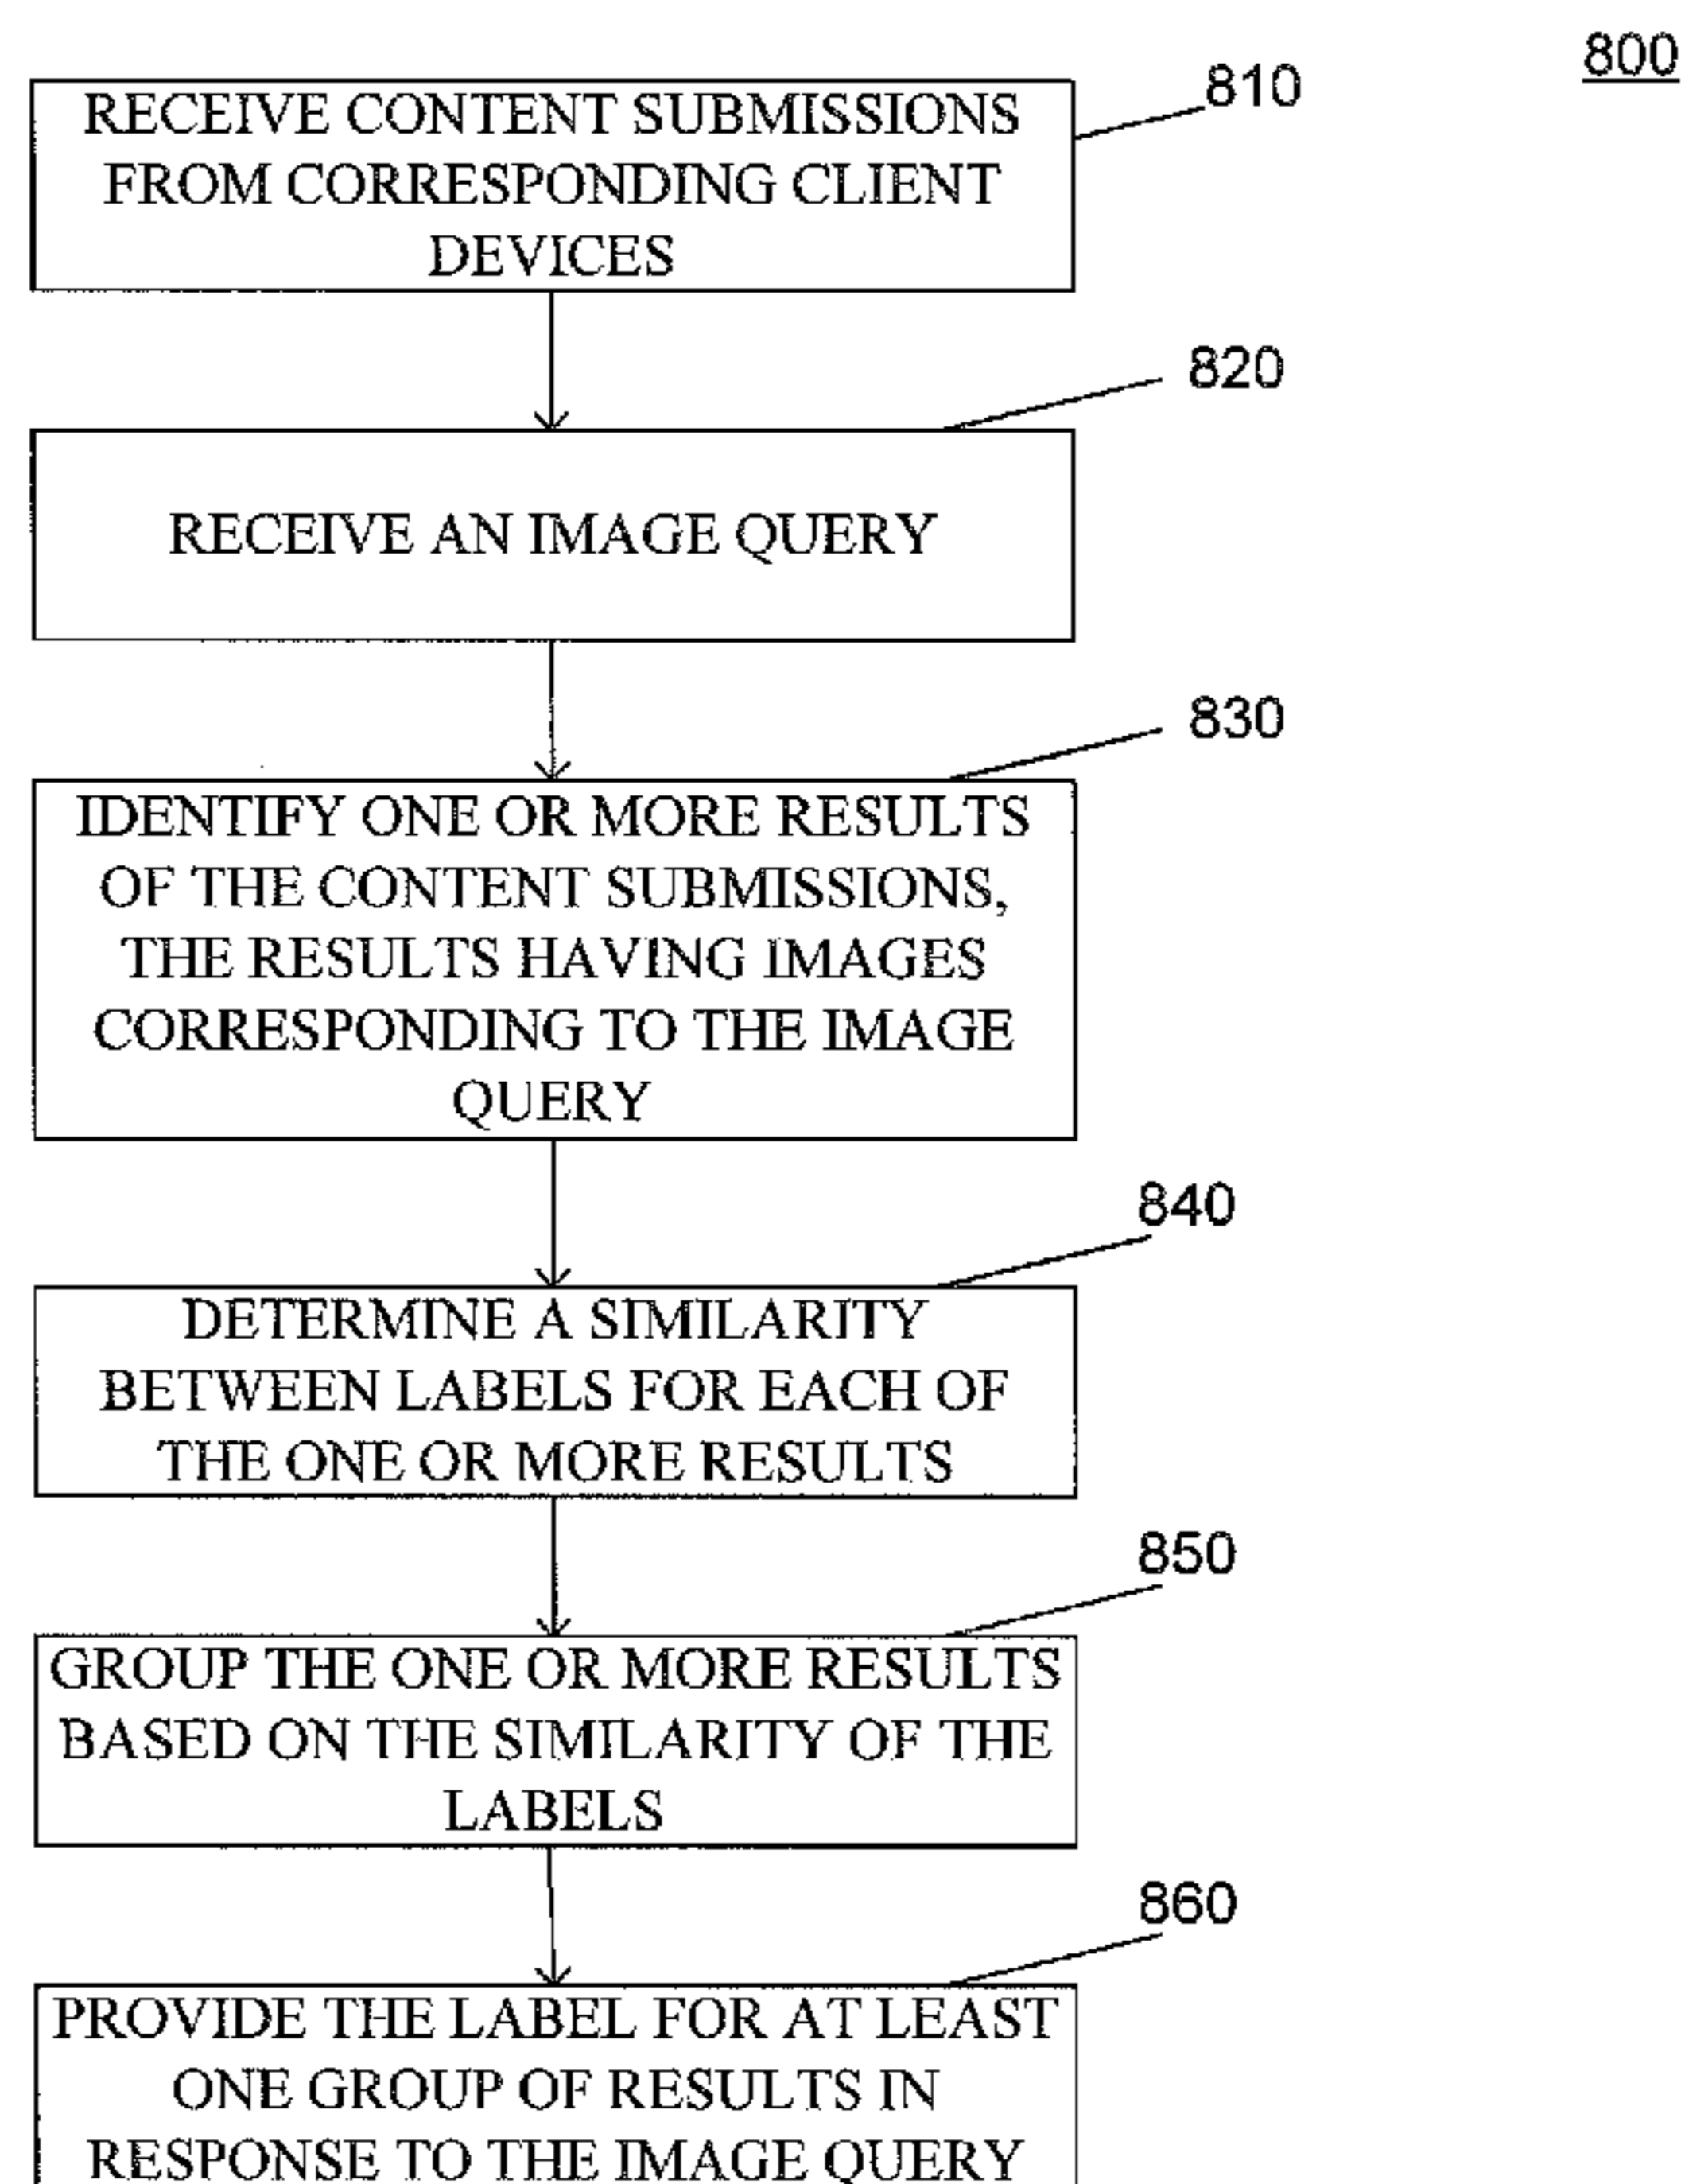 800
810
RECEIVE CONTENT SUBMISSIONS
FROM CORRESPONDING CLIENT
DEVICES
820
RECEIVE AN IMAGE QUERY
830
IDENTIFY ONE OR MORE RESULTS
OF THE CONTENT SUBMISSIONS,
THE RESULTS HAVING IMAGES
CORRESPONDING TO THE IMAGE
QUERY
840
DETERMINE A SIMILARITY
BETWEEN LABELS FOR EACH OF
THE ONE OR MORE RESULTS
850
GROUP THE ONE OR MORE RESULTS
BASED ON THE SIMILARITY OF THE
LABELS
860
PROVIDE THE LABEL FOR AT LEAST
ONE GROUP OF RESULTS IN
RESPONSE TO THE IMAGE QUERY